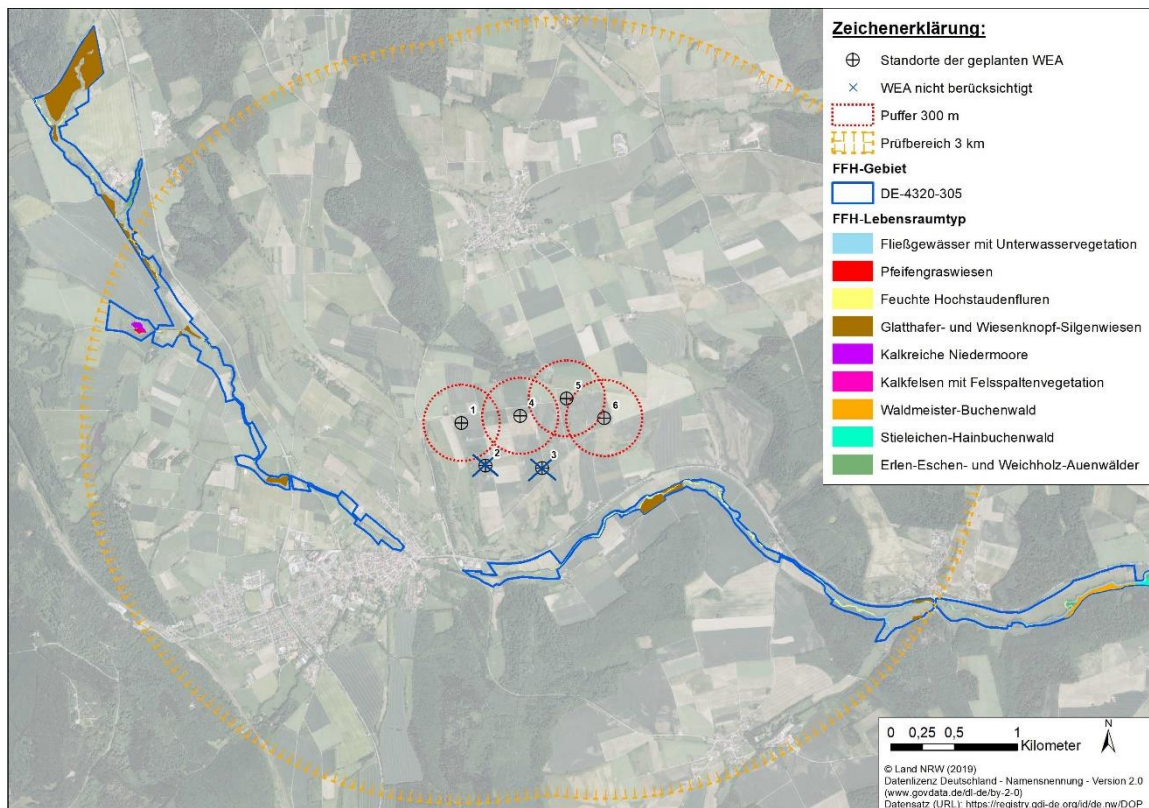 Zeichenerklärung:
Standorte der geplanten WEA
WEA nicht berücksichtigt
Puffer 300 m
Prüfbereich 3 km
FFH-Gebiet
DE-4320-305
FFH-Lebensraumtyp
Fließgewässer mit Unterwasservegetation
Pfeifengraswiesen
Feuchte Hochstaudenfluren
Glatthafer- und Wiesenknopf-Silgenwiesen
Kalkreiche Niedermoore
Kalkfelsen mit Felsspaltenvegetation
Waldmeister-Buchenwald
Stieleichen-Hainbuchenwald
Erlen-Eschen- und Weichholz-Auenwälder
5
1
4
6
2
3
0 0,25 0,5 1
Kilometer
N
© Land NRW (2019)
Datenlizenz Deutschland - Namensnennung - Version 2.0
(www.govdata.de/dl-de/by-2-0)
Datensatz (URL): https://registry.gdi-de.org/id/de.nw/DOP